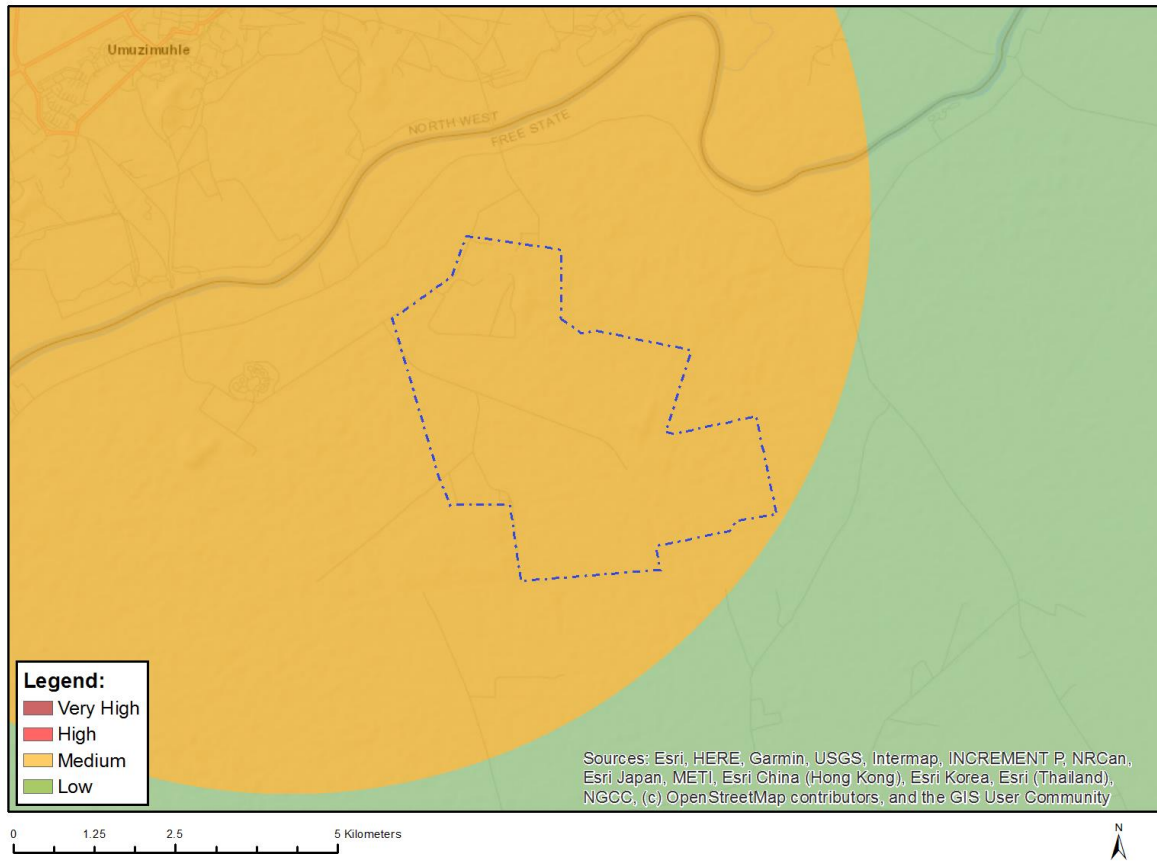 Umuzimuhle
NORTH WEST
FREE STATE
Legend:
Very High
High
Medium
Low
Sources: Esri, HERE, Garmin, USGS, Intermap, INCREMENT P, NRCan,
Esri Japan, METI, Esri China (Hong Kong), Esri Korea, Esri (Thailand),
NGCC, (c) OpenStreetMap contributors, and the GIS User Community
0 1.25 2.5 5 Kilometers
N